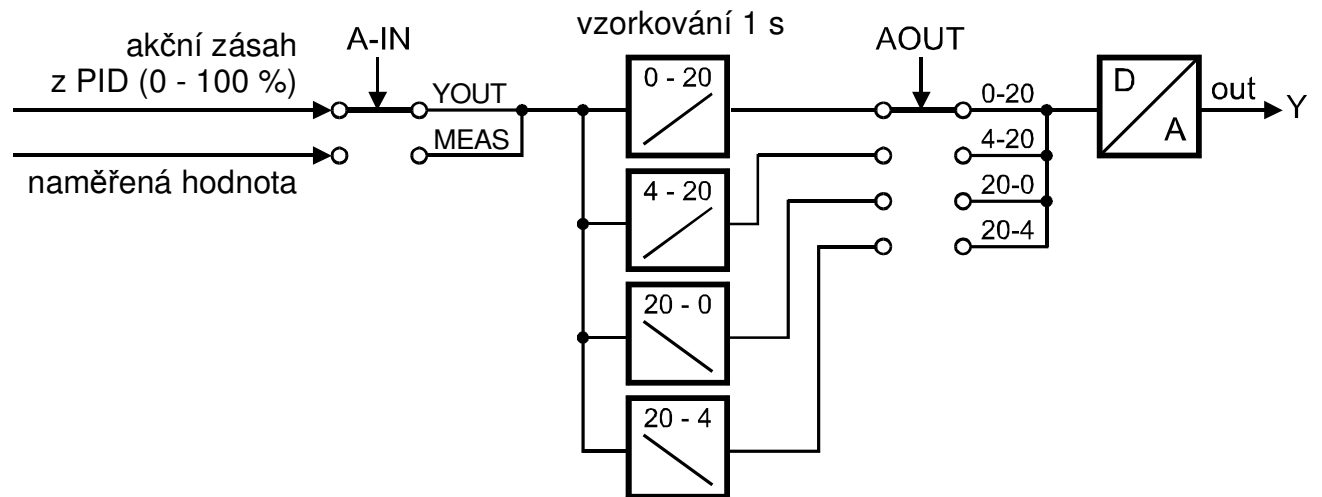 vzorkování 1 s
akční zásah
z PID (0 - 100 %)
A-IN
YOUT
MEAS
naměřená hodnota
0 - 20
4 - 20
20 - 0
20 - 4
AOUT
0-20
4-20
20-0
20-4
D
A
out
Y